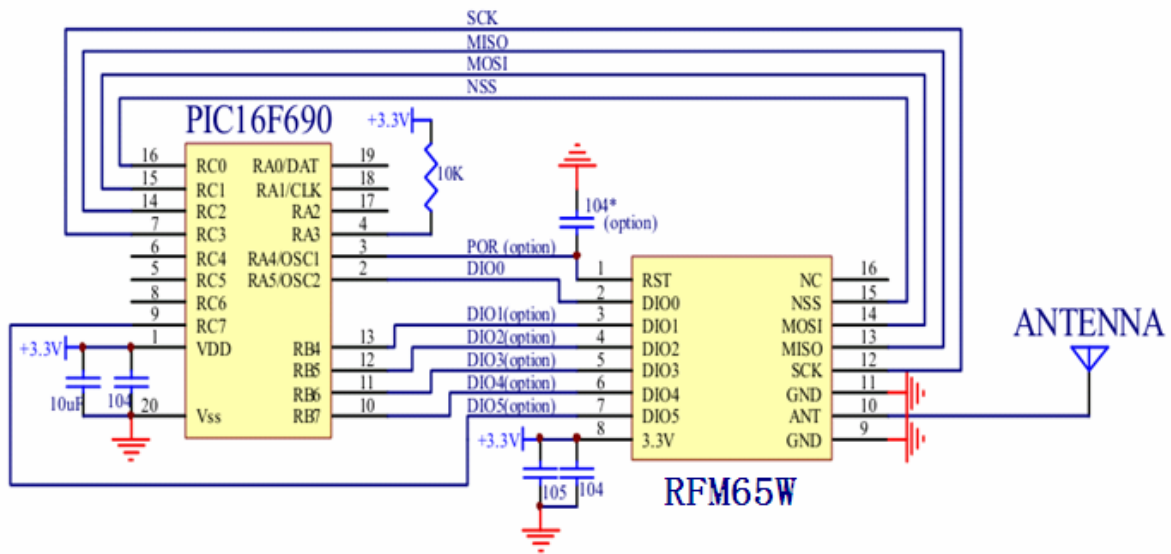 SCK
MISO
MOSI
NSS
PIC16F690
+3.3V
10K
16 RC0 RA0/DAT 19
15 RC1 RA1/CLK 18
14 RC2 RA2 17
7 RC3 RA3 4
6 RC4 RA4/OSC1 3
5 RC5 RA5/OSC2 2
8 RC6
9 RC7
1 VDD RB4 13
RB5 12
RB6 11
20 Vss RB7 10
+3.3V
10uF
104
104*
(option)
POR (option)
DIO0
DIO1(option)
DIO2(option)
DIO3(option)
DIO4(option)
DIO5(option)
1 RST NC 16
2 DIO0 NSS 15
3 DIO1 MOSI 14
4 DIO2 MISO 13
5 DIO3 SCK 12
6 DIO4 GND 11
7 DIO5 ANT 10
8 3.3V GND 9
+3.3V
105
104
RFM65W
ANTENNA